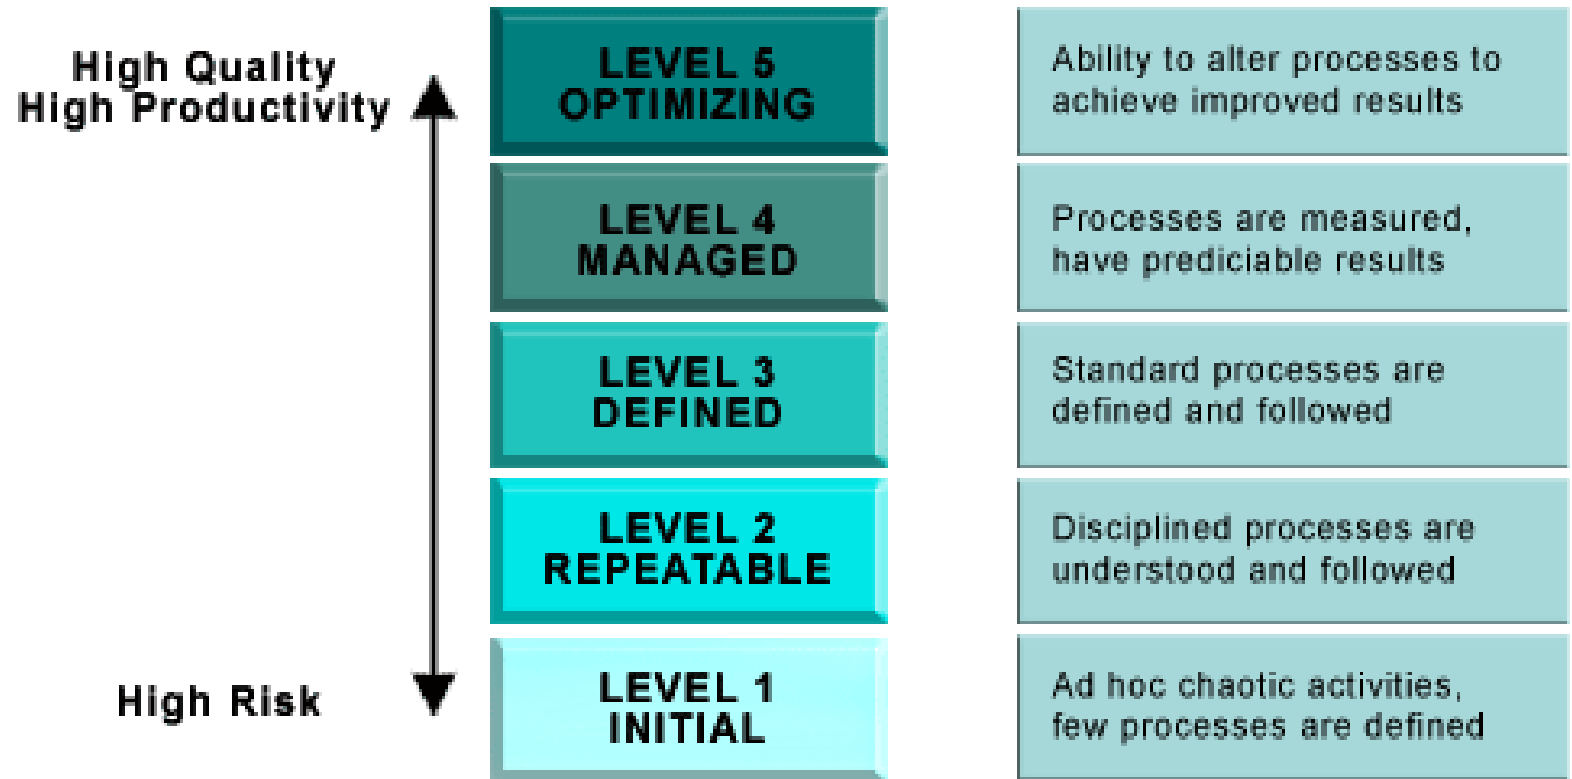 High Quality
High Productivity
LEVEL 5
OPTIMIZING
Ability to alter processes to
achieve improved results
LEVEL 4
MANAGED
Processes are measured,
have prediciable results
LEVEL 3
DEFINED
Standard processes are
defined and followed
LEVEL 2
REPEATABLE
Disciplined processes are
understood and followed
High Risk
LEVEL 1
INITIAL
Ad hoc chaotic activities,
few processes are defined